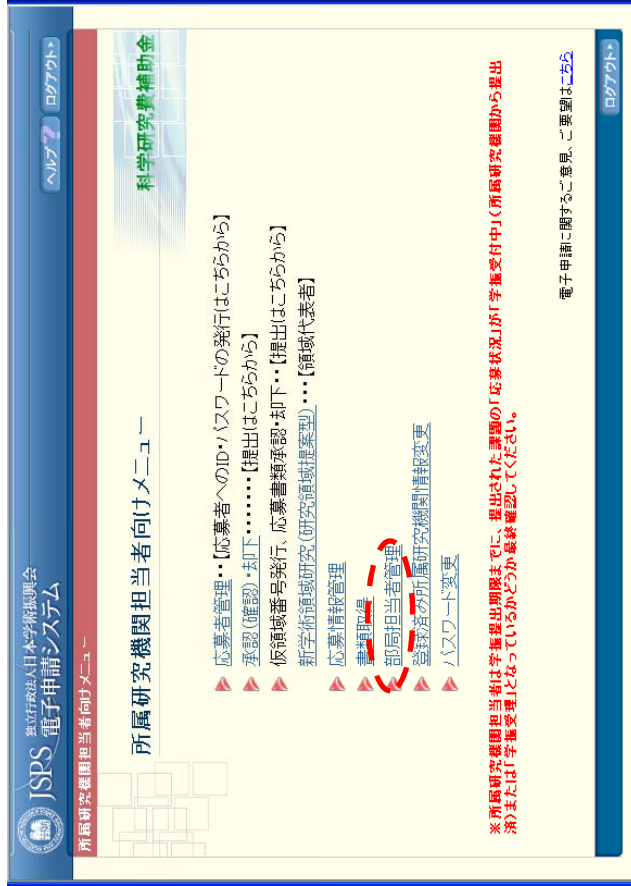 独立行政法人日本学術振興会
JSPS 電子申請システム
ヘルプ ?
ログアウト
所属研究機関担当者向けメニュー
所属研究機関担当者向けメニュー
科学研究費補助金
応募者管理・・【応募者へのID・パスワードの発行はこちらから】
承認(確認)・却下・・・・・・・【提出はこちらから】
仮領域番号発行、応募書類承認・却下・・【提出はこちらから】
新学術領域研究(研究領域提案型)・・・【領域代表者】
応募情報管理
書類取得
部局担当者管理
登録済み所属研究機関情報変更
パスワード変更
※所属研究機関担当者は学振提出期限までに、提出された課題の「応募状況」が「学振受付中」(所属研究機関から提出
済)または「学振受理」となっているかどうか最終確認してください。
電子申請に関するご意見、ご要望はこちら
ログアウト